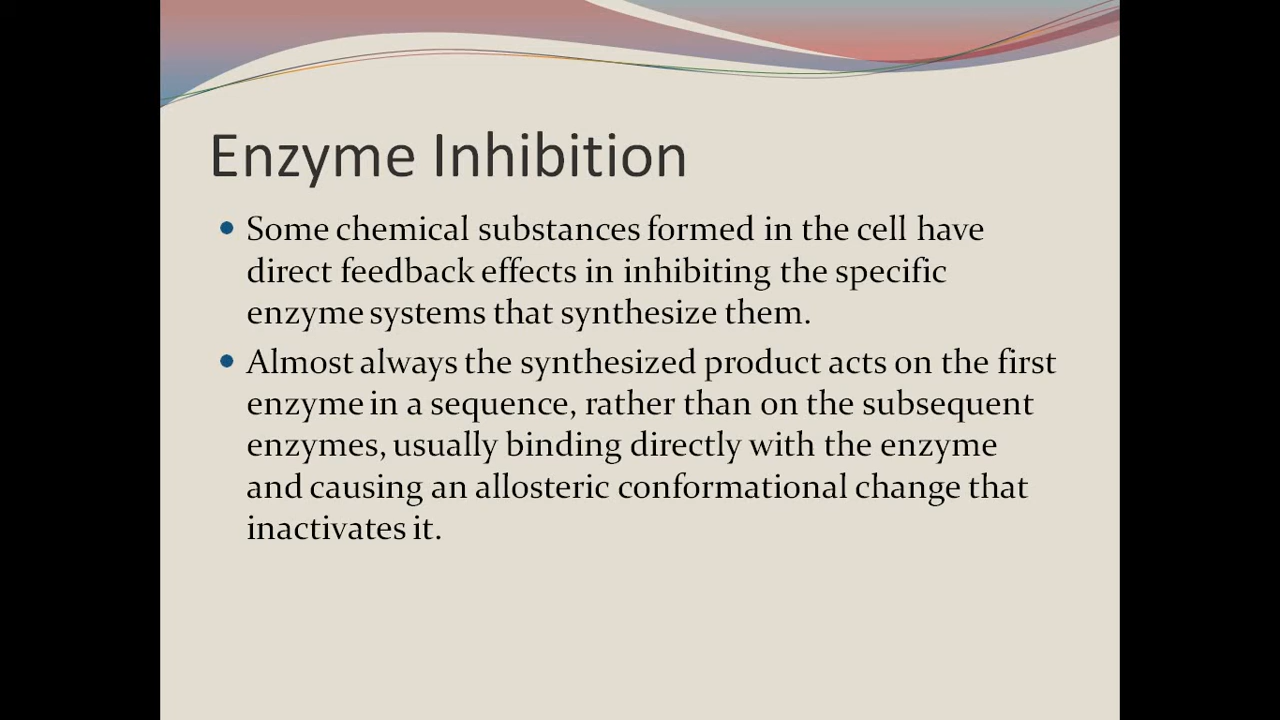 Enzyme Inhibition
• Some chemical substances formed in the cell have
direct feedback effects in inhibiting the specific
enzyme systems that synthesize them.
• Almost always the synthesized product acts on the first
enzyme in a sequence, rather than on the subsequent
enzymes, usually binding directly with the enzyme
and causing an allosteric conformational change that
inactivates it.